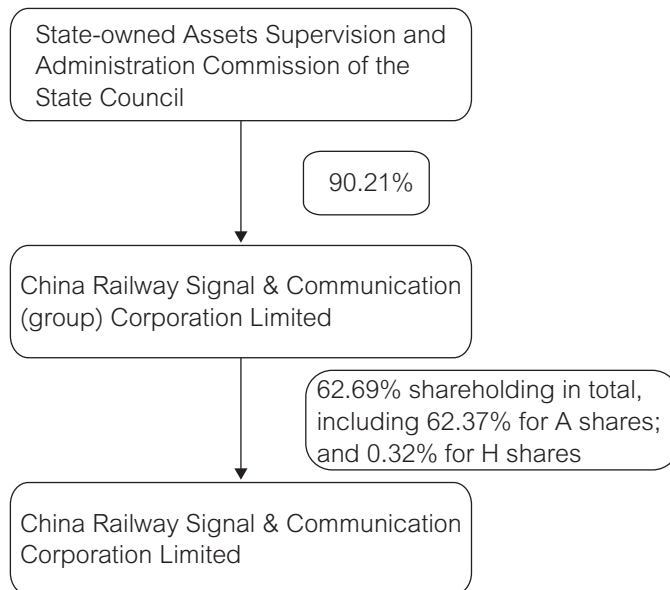 State-owned Assets Supervision and
Administration Commission of the
State Council
90.21%
China Railway Signal & Communication
(group) Corporation Limited
62.69% shareholding in total,
including 62.37% for A shares;
and 0.32% for H shares
China Railway Signal & Communication
Corporation Limited